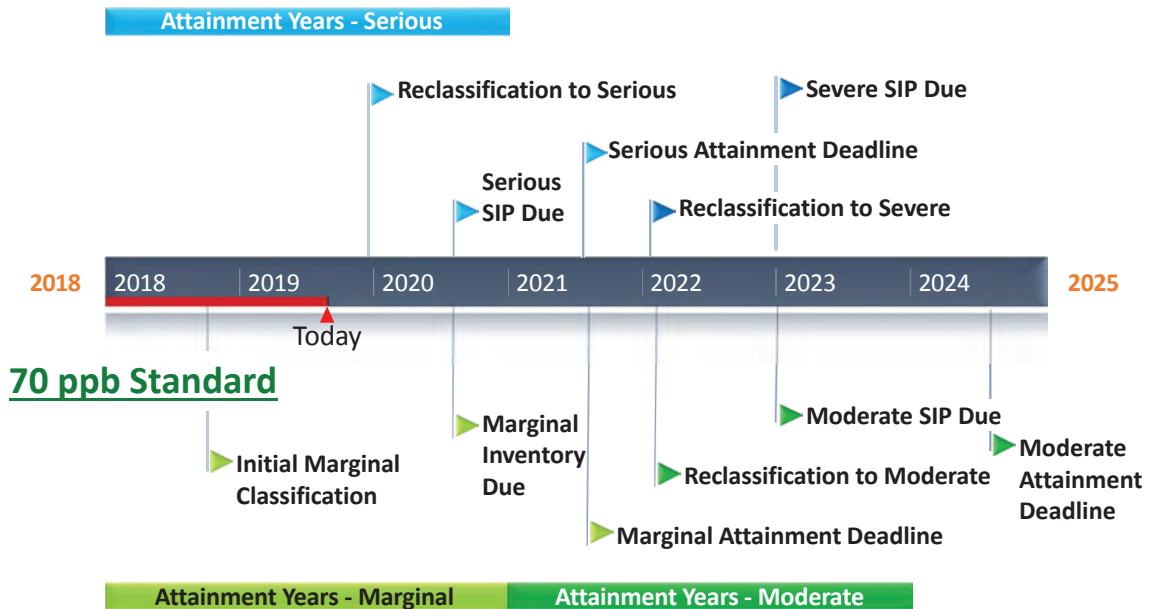 Attainment Years - Serious
Reclassification to Serious
Severe SIP Due
Serious Attainment Deadline
Serious
SIP Due
Reclassification to Severe
2018
2018 2019 2020 2021 2022 2023 2024
2025
Today
70 ppb Standard
Moderate SIP Due
Marginal
Inventory
Due
Initial Marginal
Classification
Reclassification to Moderate
Moderate
Attainment
Deadline
Marginal Attainment Deadline
Attainment Years - Marginal
Attainment Years - Moderate